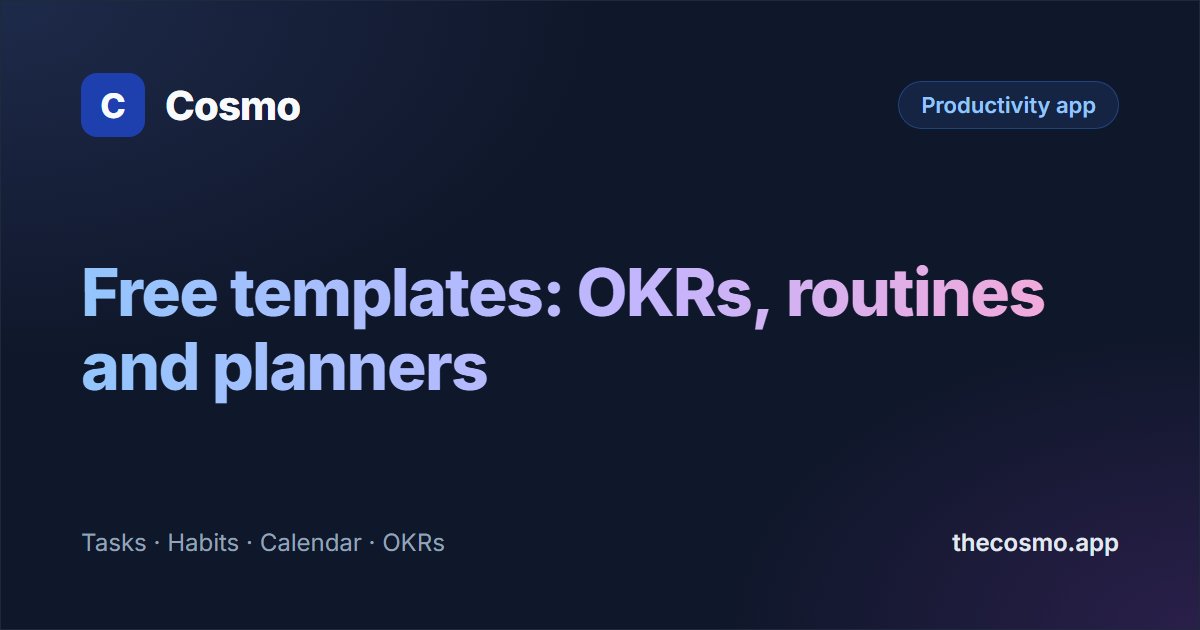 C
Cosmo
Productivity app
Free templates: OKRs, routines
and planners
Tasks · Habits · Calendar · OKRs
thecosmo.app